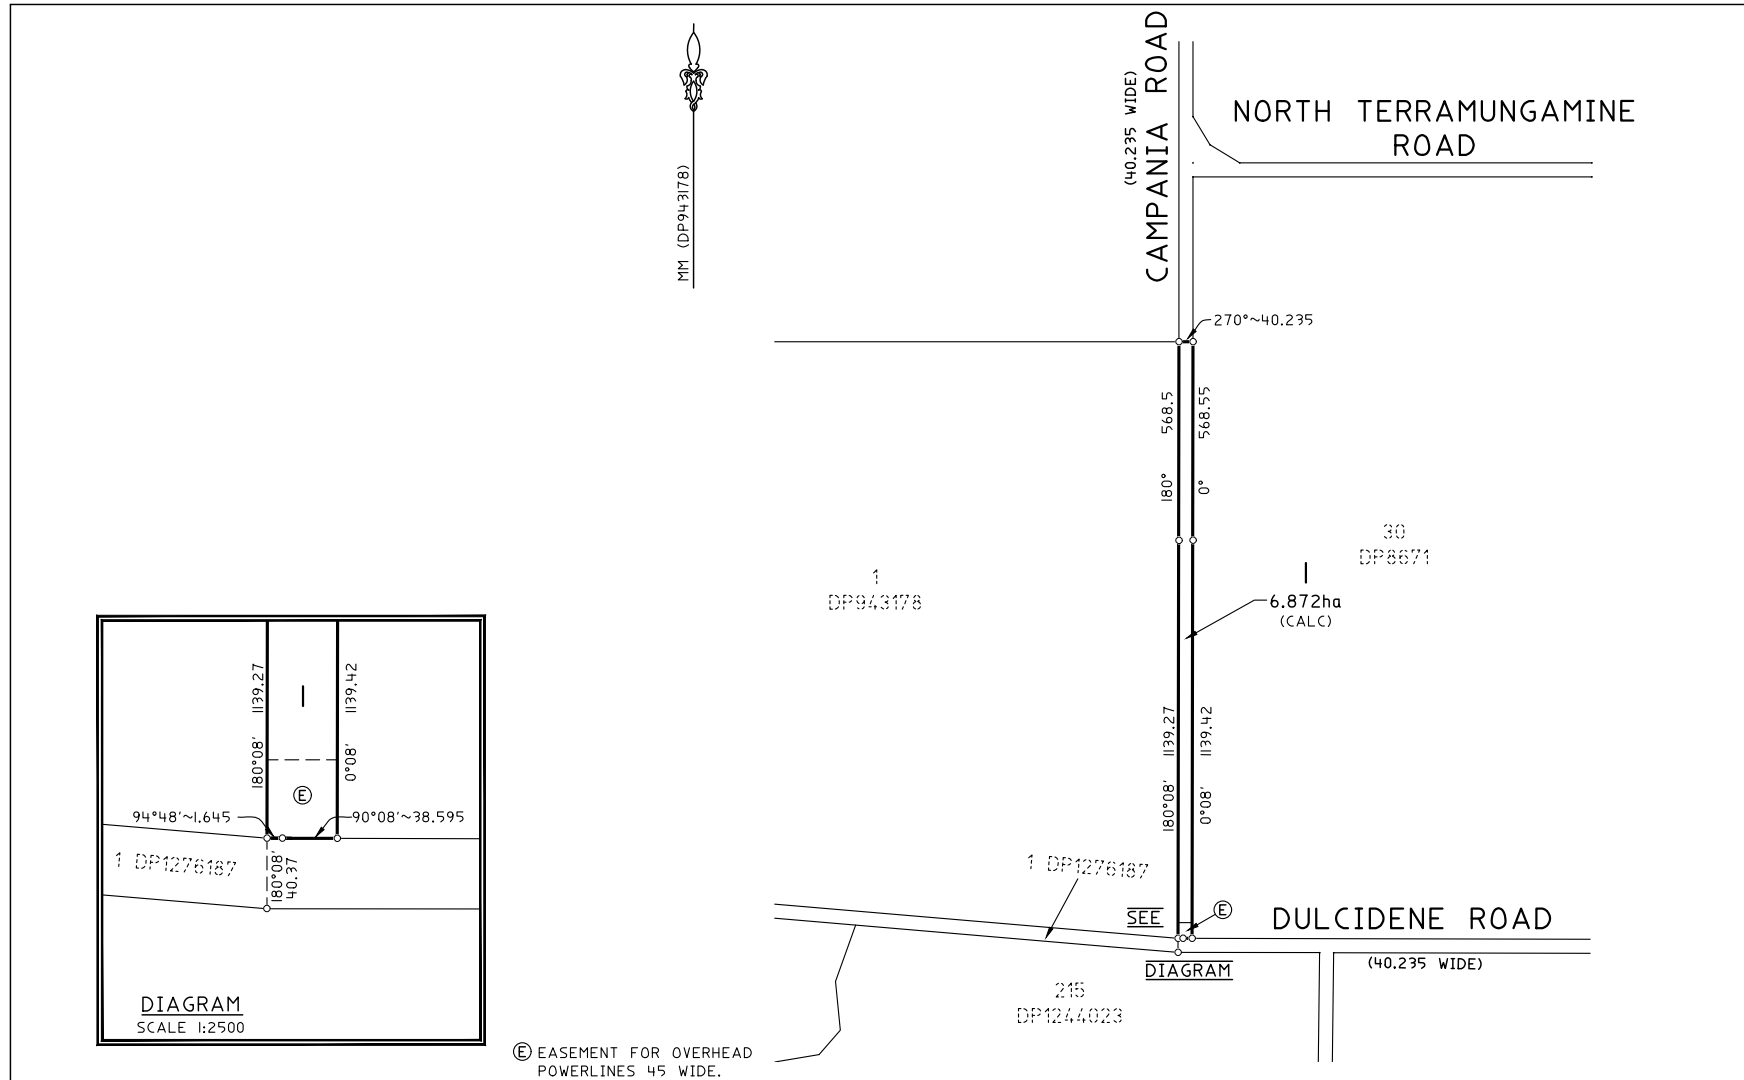 CAMPANIA ROAD
(40.235 WIDE)
NORTH TERRAMUNGAMINE
ROAD
MM (DP943178)
270°~40.235
568.5
180°
568.55
0°
30
DP8671
1
DP943178
1
6.872ha
(CALC)
1139.27
180°08'
1139.42
0°08'
1 DP1276187
SEE
DIAGRAM
E
DULCIDENE ROAD
(40.235 WIDE)
215
DP1244023
1139.27
180°08'
1
1139.42
0°08'
E
94°48'~1.645
90°08'~38.595
1 DP1276187
180°08'
40.37
DIAGRAM
SCALE 1:2500
E EASEMENT FOR OVERHEAD
POWERLINES 45 WIDE.